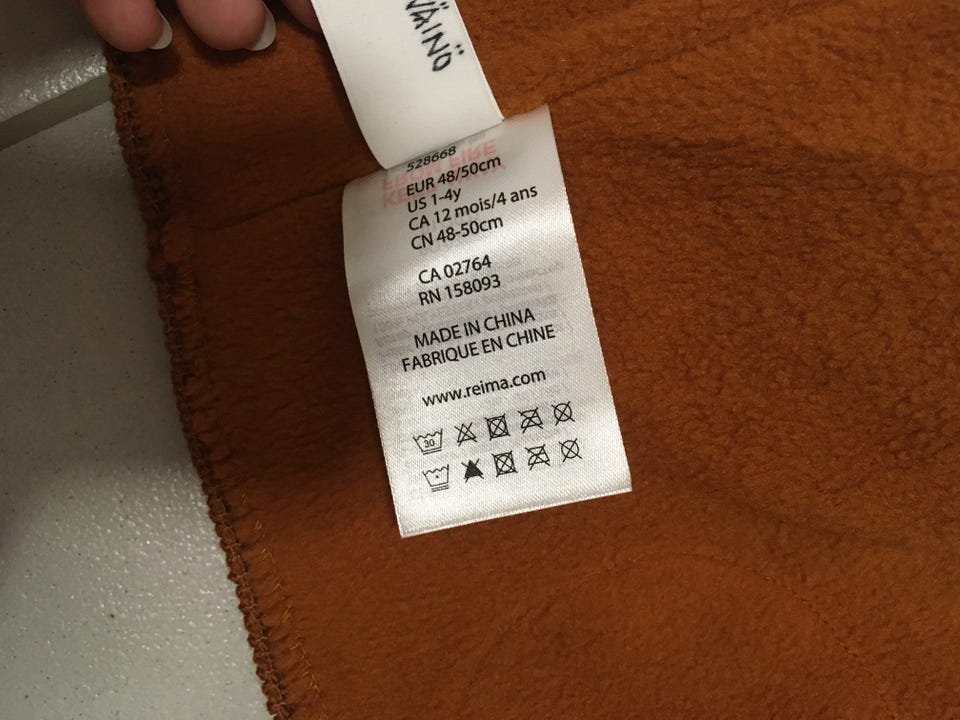 VÄINÖ
528668
EUR 48/50cm
US 1-4y
CA 12 mois/4 ans
CN 48-50cm
CA 02764
RN 158093
MADE IN CHINA
FABRIQUE EN CHINE
www.reima.com
30